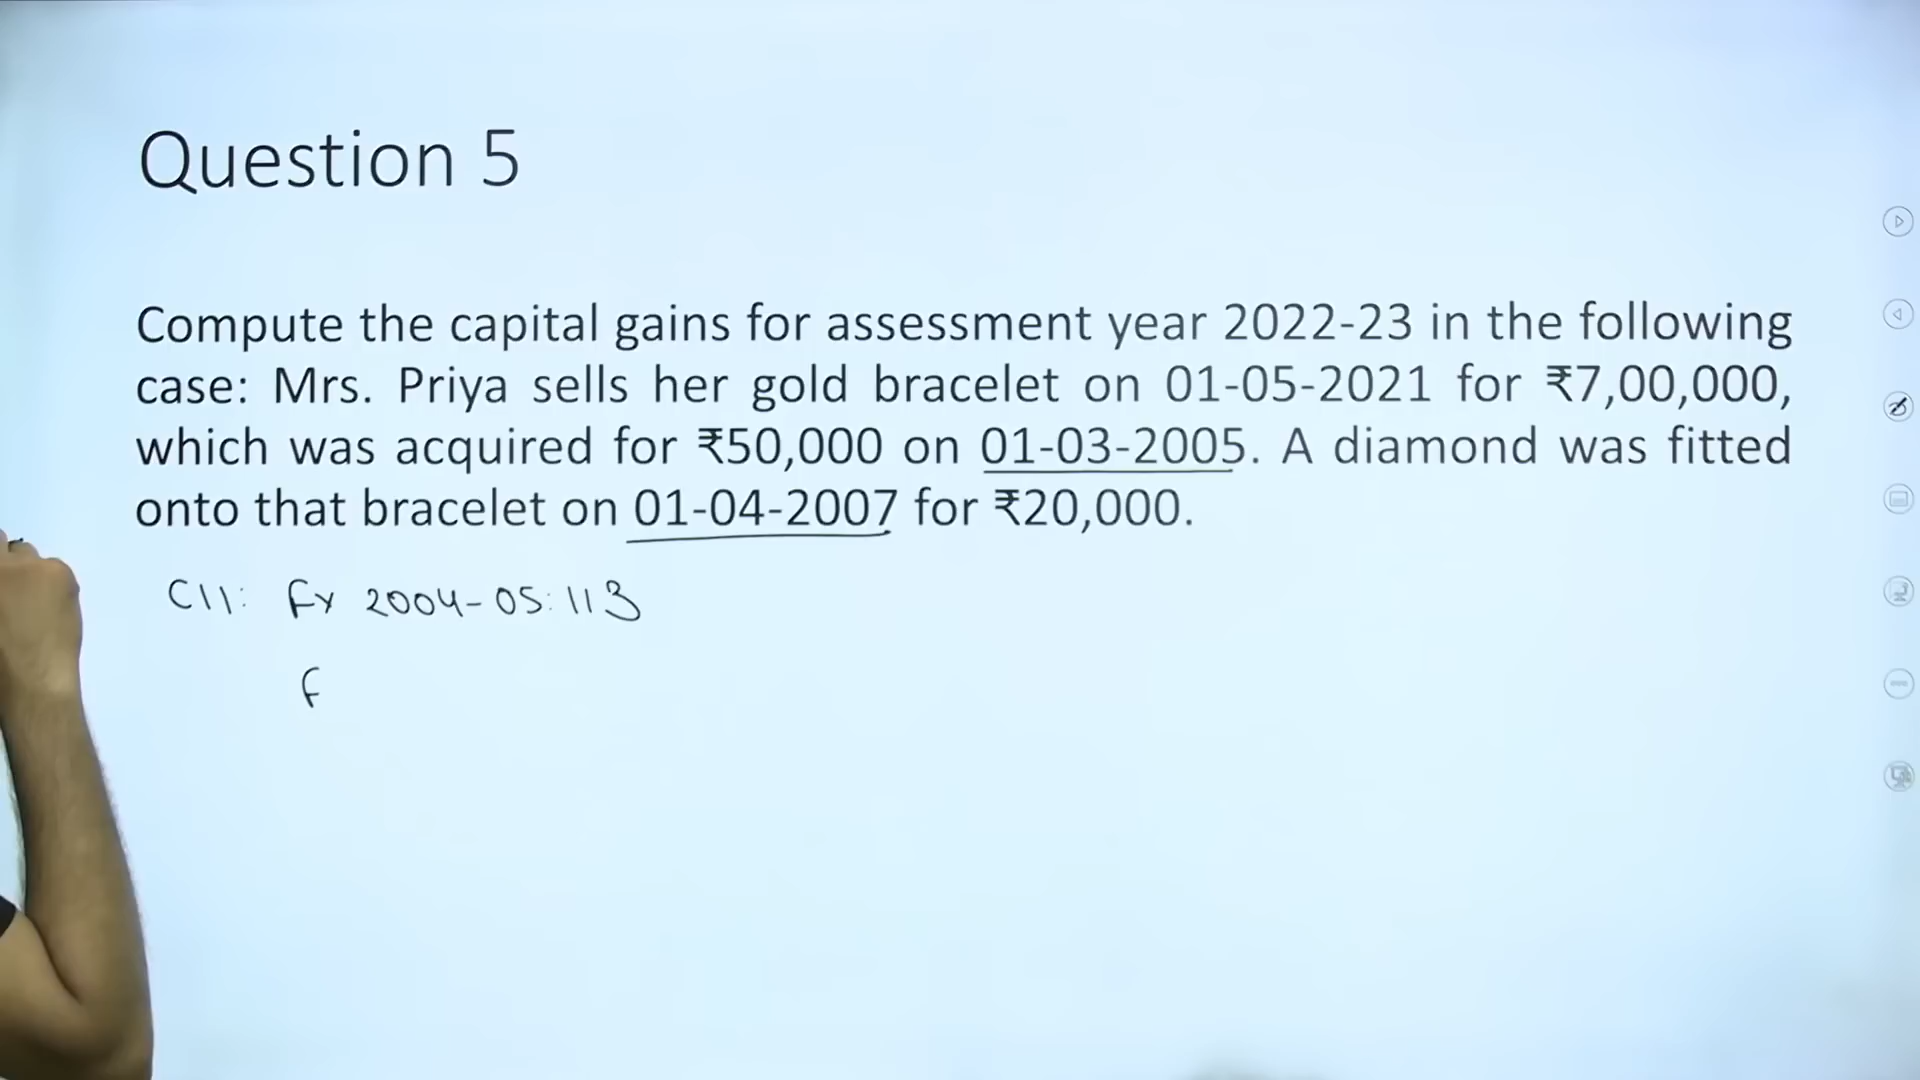 Question 5
Compute the capital gains for assessment year 2022-23 in the following
case: Mrs. Priya sells her gold bracelet on 01-05-2021 for ₹7,00,000,
which was acquired for ₹50,000 on 01-03-2005. A diamond was fitted
onto that bracelet on 01-04-2007 for ₹20,000.
CII: FY 2004-05: 113
F